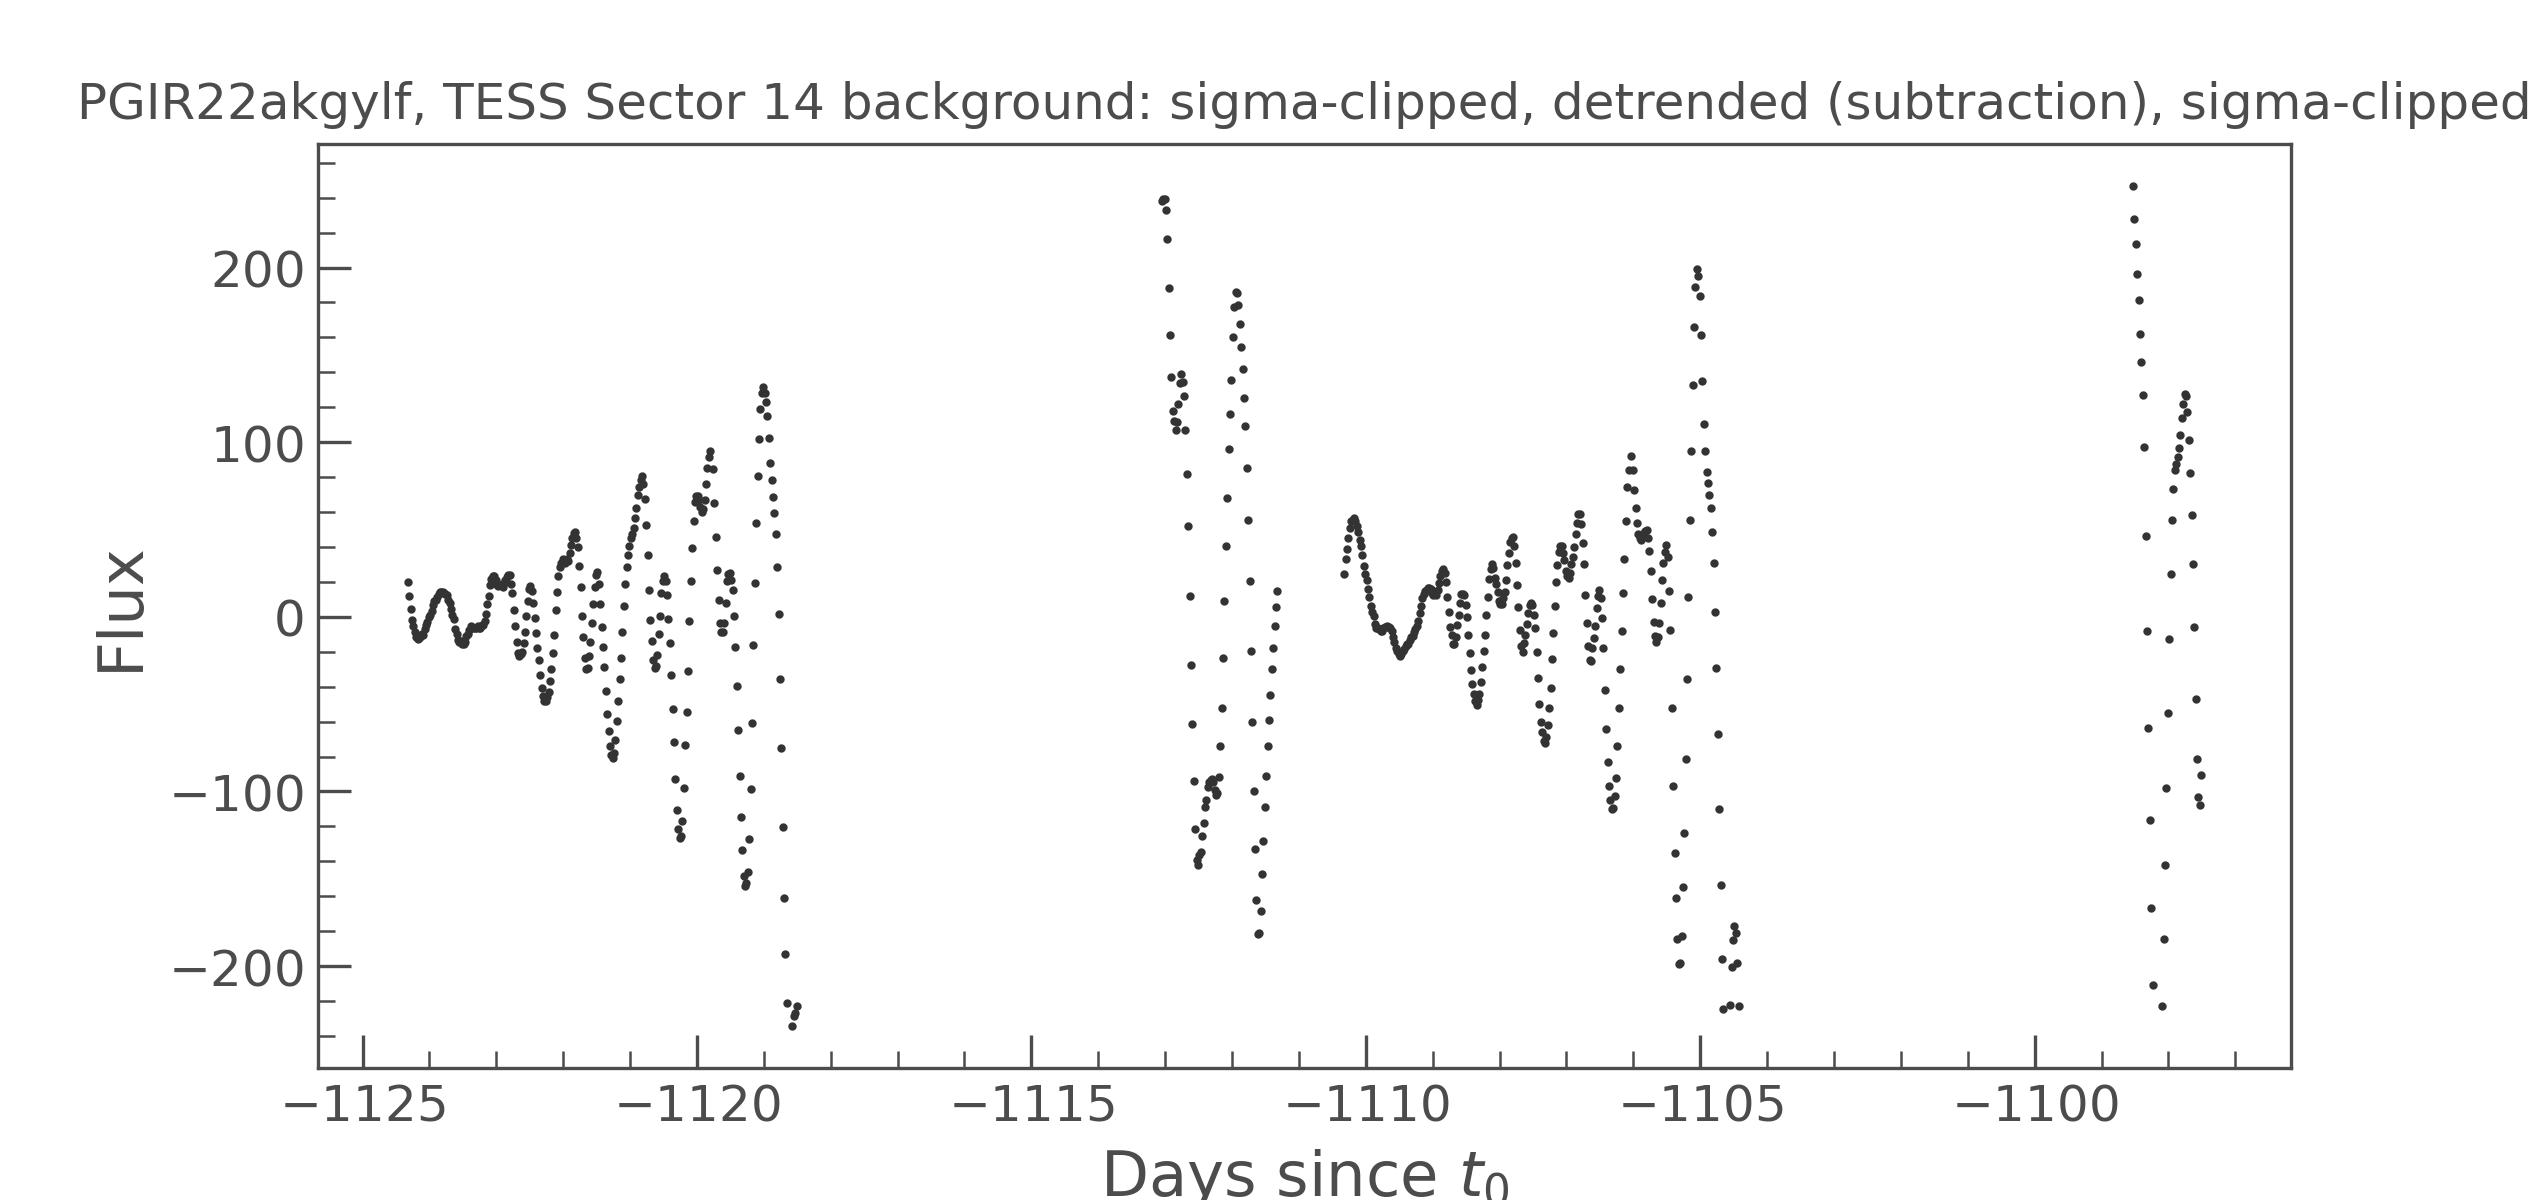 PGIR22akgylf, TESS Sector 14 background: sigma-clipped, detrended (subtraction), sigma-clipped
200
100
0
−100
−200
Flux
−1125 −1120 −1115 −1110 −1105 −1100
Days since t0